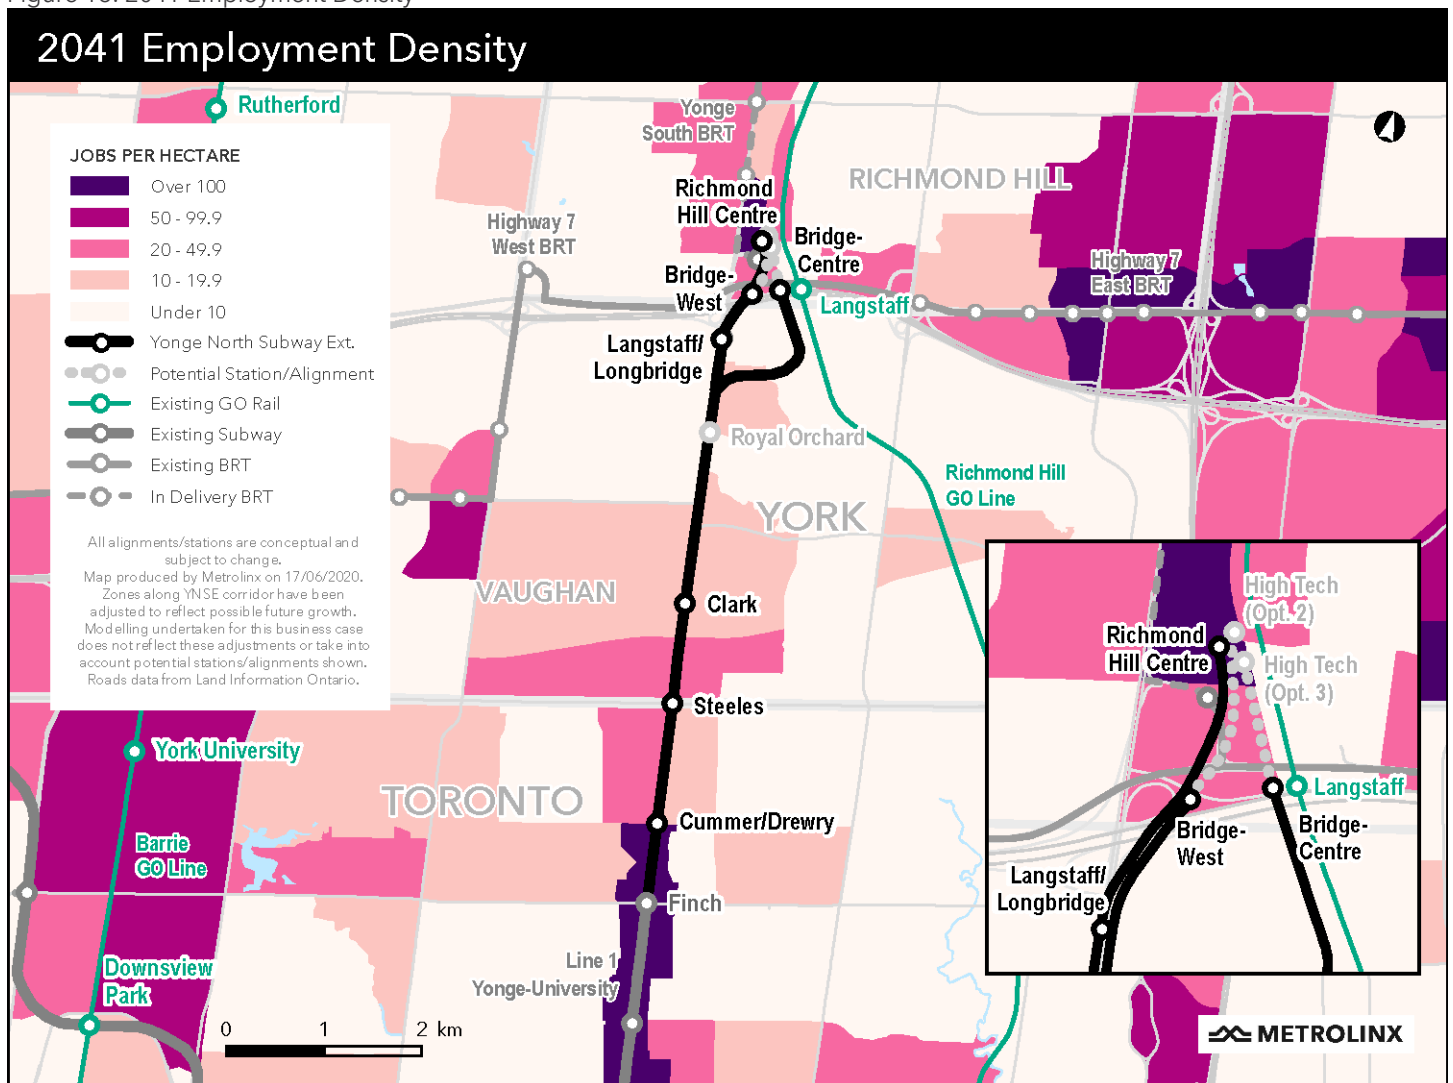 Figure 15: 2041 Employment Density
2041 Employment Density
Rutherford
JOBS PER HECTARE
Over 100
50 - 99.9
20 - 49.9
10 - 19.9
Under 10
Yonge North Subway Ext.
Potential Station/Alignment
Existing GO Rail
Existing Subway
Existing BRT
In Delivery BRT
All alignments/stations are conceptual and
subject to change.
Map produced by Metrolinx on 17/06/2020.
Zones along YNSE corridor have been
adjusted to reflect possible future growth.
Modelling undertaken for this business case
does not reflect these adjustments or take into
account potential stations/alignments shown.
Roads data from Land Information Ontario.
Yonge
South BRT
RICHMOND HILL
Richmond
Hill Centre
Highway 7
West BRT
Bridge-
Centre
Bridge-
West
Highway 7
East BRT
Langstaff
Langstaff/
Longbridge
Royal Orchard
Richmond Hill
GO Line
YORK
VAUGHAN
Clark
Steeles
York University
TORONTO
Cummer/Drewry
Barrie
GO Line
Finch
Line 1
Yonge-University
Downsview
Park
0 1 2 km
High Tech
(Opt. 2)
Richmond
Hill Centre
High Tech
(Opt. 3)
Langstaff
Bridge-
West
Bridge-
Centre
Langstaff/
Longbridge
METROLINX